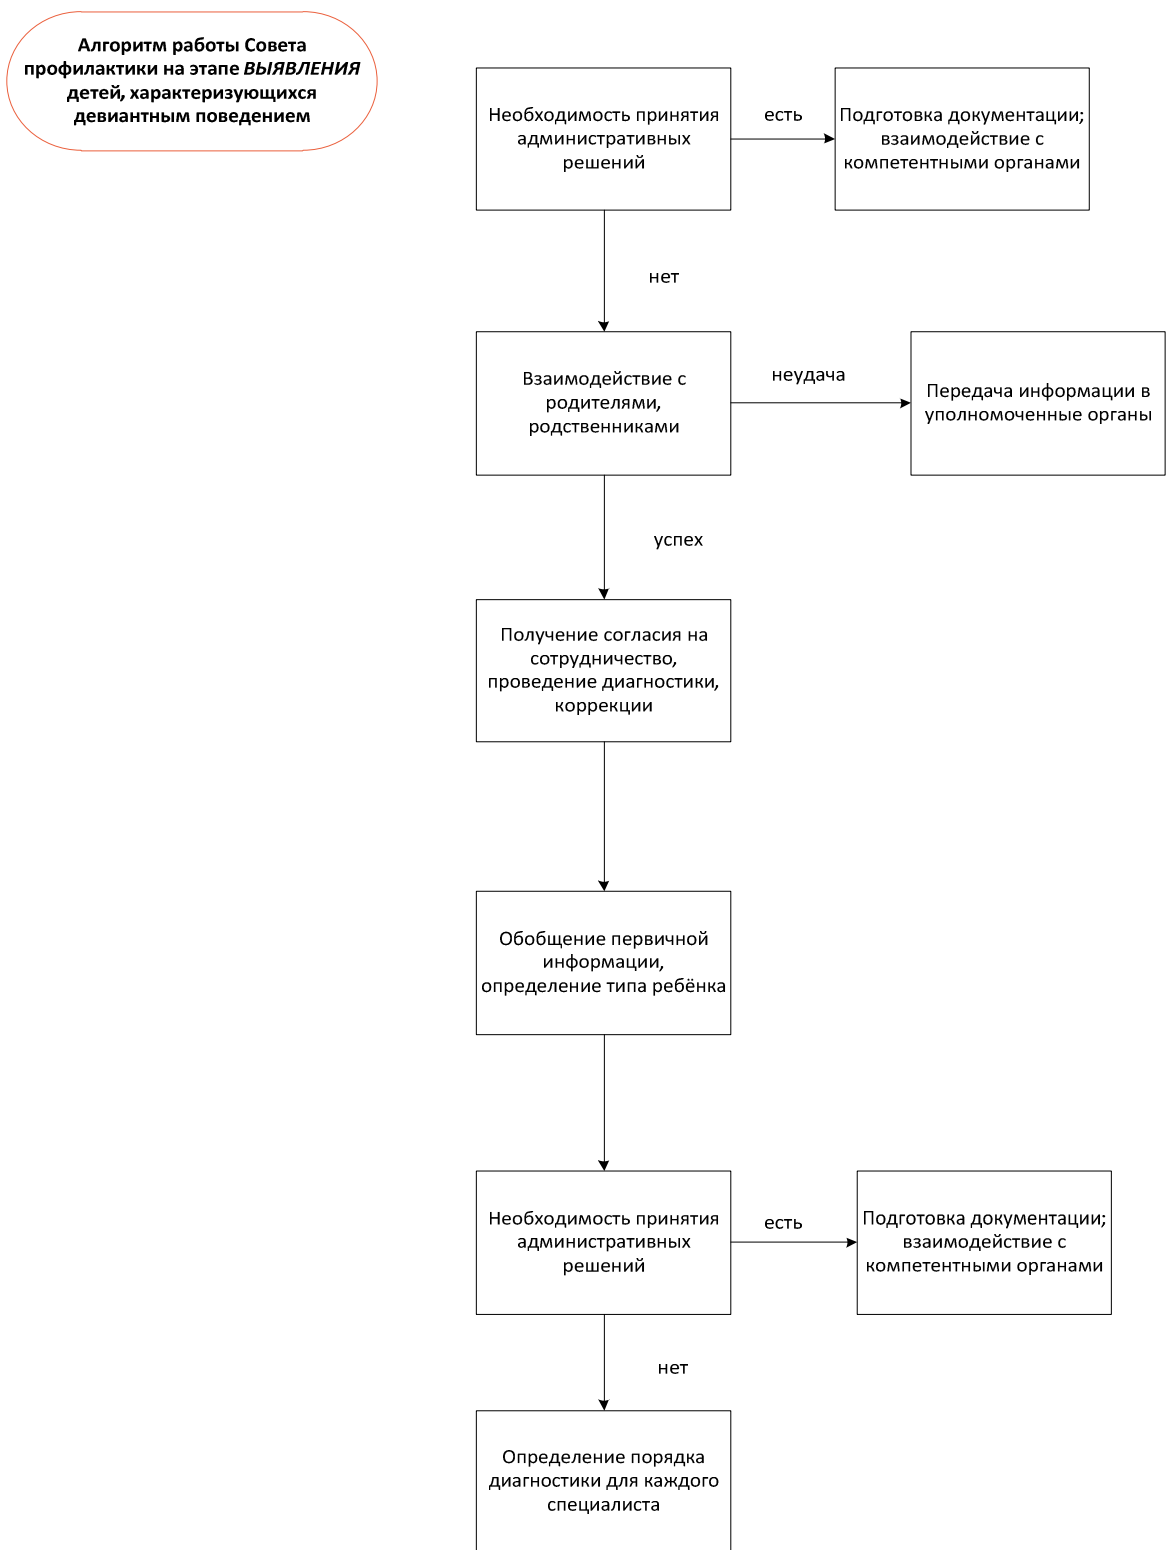 Алгоритм работы Совета
профилактики на этапе ВЫЯВЛЕНИЯ
детей, характеризующихся
девиантным поведением
Необходимость принятия
административных
решений
есть
Подготовка документации;
взаимодействие с
компетентными органами
нет
Взаимодействие с
родителями,
родственниками
неудача
Передача информации в
уполномоченные органы
успех
Получение согласия на
сотрудничество,
проведение диагностики,
коррекции
Обобщение первичной
информации,
определение типа ребёнка
Необходимость принятия
административных
решений
есть
Подготовка документации;
взаимодействие с
компетентными органами
нет
Определение порядка
диагностики для каждого
специалиста